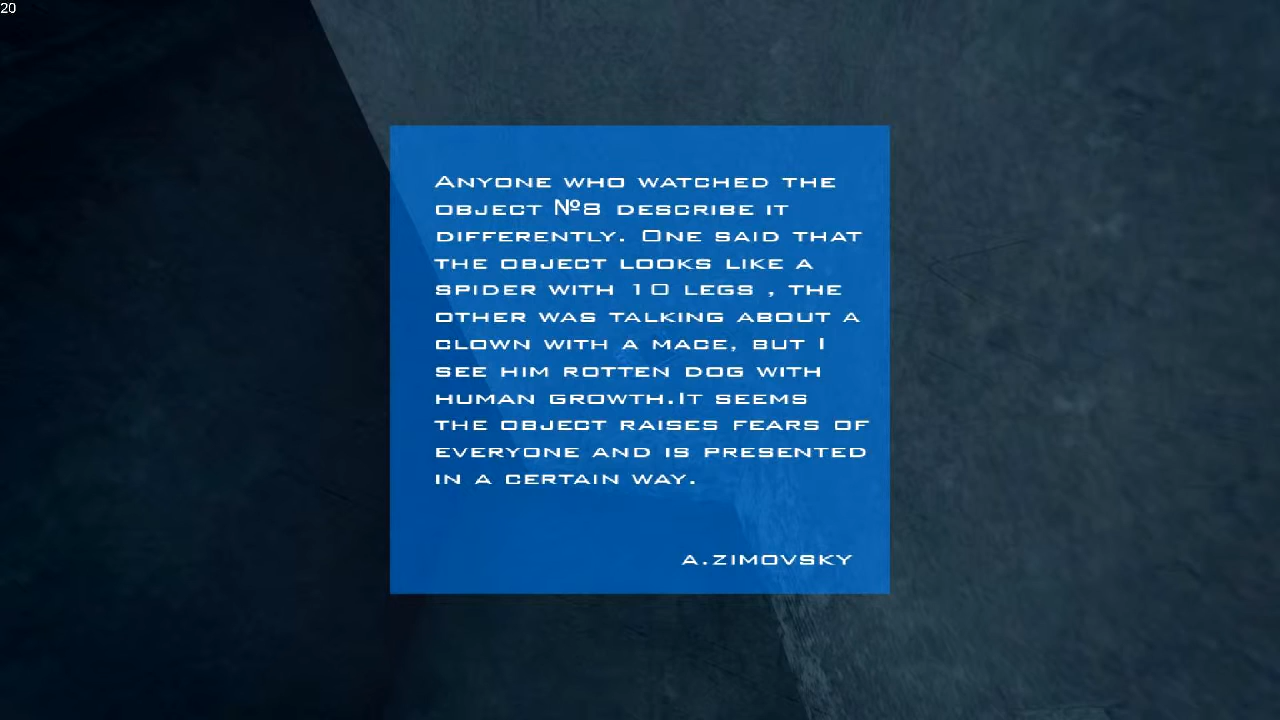 20
Anyone who watched the
object №8 describe it
differently. One said that
the object looks like a
spider with 10 legs , the
other was talking about a
clown with a mace, but I
see him rotten dog with
human growth.It seems
the object raises fears of
everyone and is presented
in a certain way.
A.Zimovsky